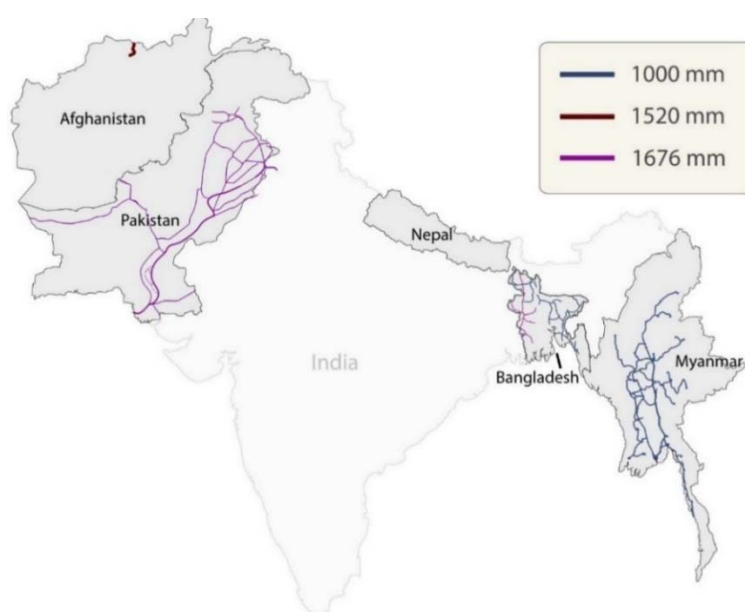 1000 mm
1520 mm
1676 mm
Afghanistan
Pakistan
Nepal
India
Bangladesh
Myanmar